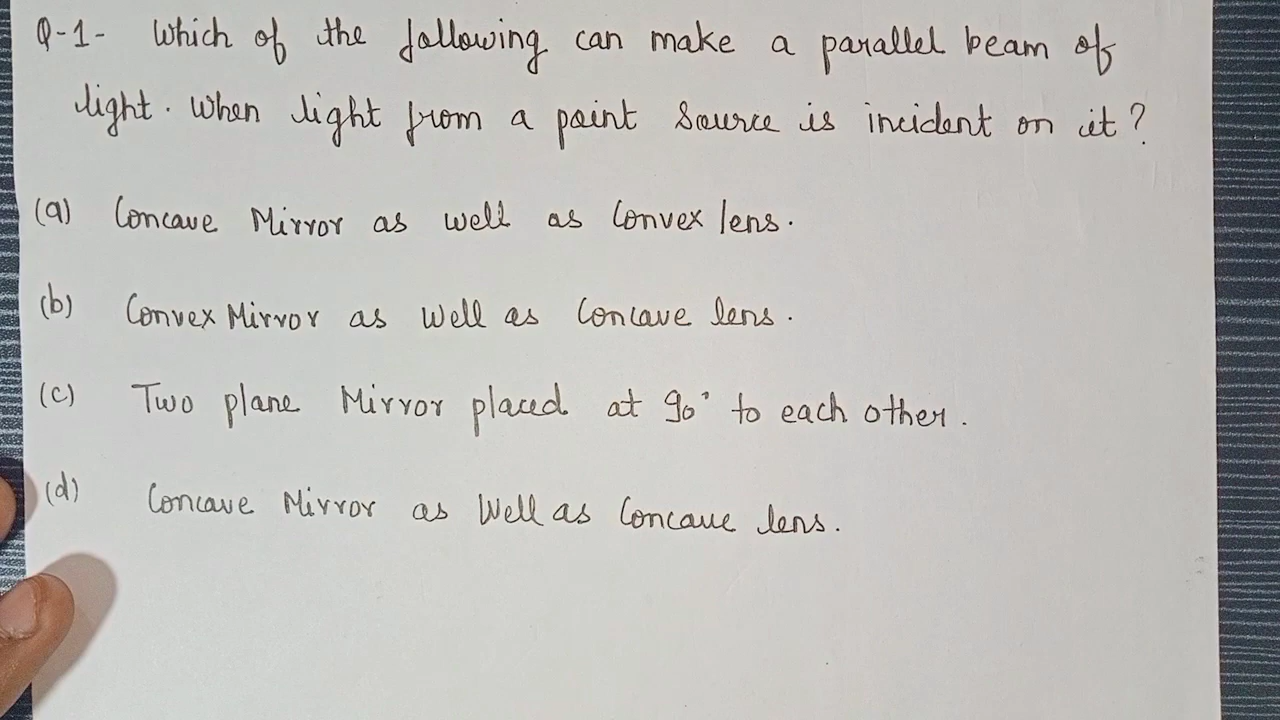 Q-1- Which of the following can make a parallel beam of
light. When light from a point source is incident on it?
(a) Concave Mirror as well as Convex lens.
(b) Convex Mirror as well as Concave lens.
(c) Two plane Mirror placed at 90° to each other.
(d) Concave Mirror as Well as Concave lens.